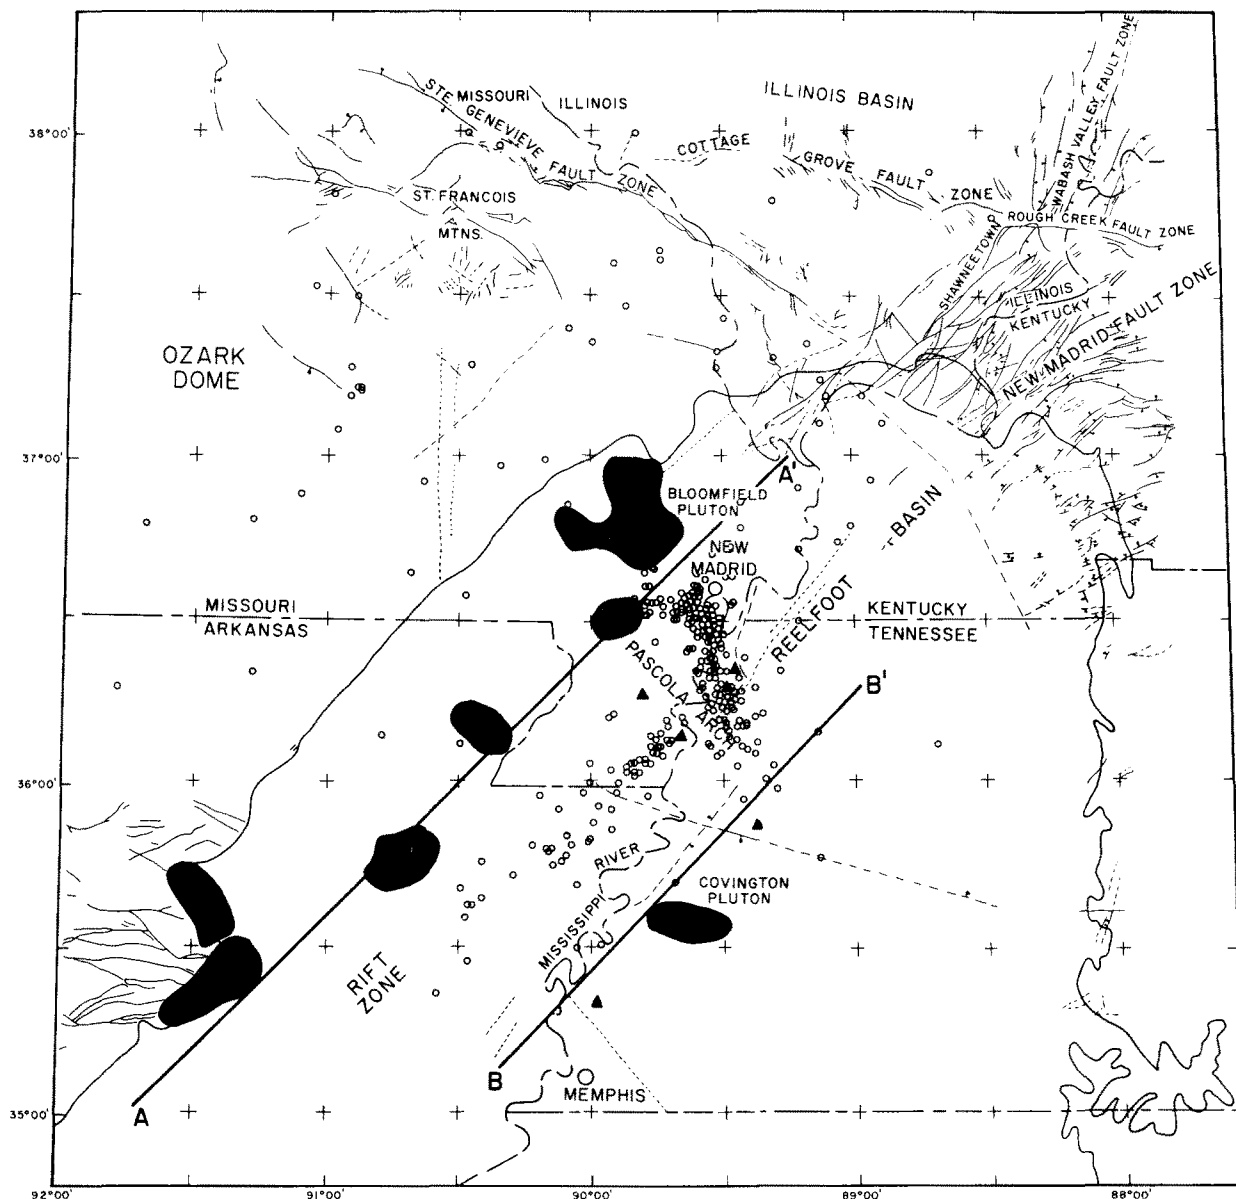 STE. GENEVIEVE FAULT ZONE
MISSOURI
ILLINOIS
ILLINOIS BASIN
WABASH VALLEY FAULT ZONE
38°00'
COTTAGE GROVE FAULT ZONE
ST. FRANCOIS
MTNS.
ROUGH CREEK FAULT ZONE
SHAWNEETOWN
ILLINOIS
KENTUCKY
NEW MADRID FAULT ZONE
OZARK
DOME
37°00'
A'
BLOOMFIELD
PLUTON
NEW
MADRID
REELFOOT BASIN
MISSOURI
ARKANSAS
KENTUCKY
TENNESSEE
PASCOLA ARCH
B'
36°00'
MISSISSIPPI RIVER
COVINGTON
PLUTON
RIFT
ZONE
B
MEMPHIS
35°00'
A
92°00'
91°00'
90°00'
89°00'
88°00'